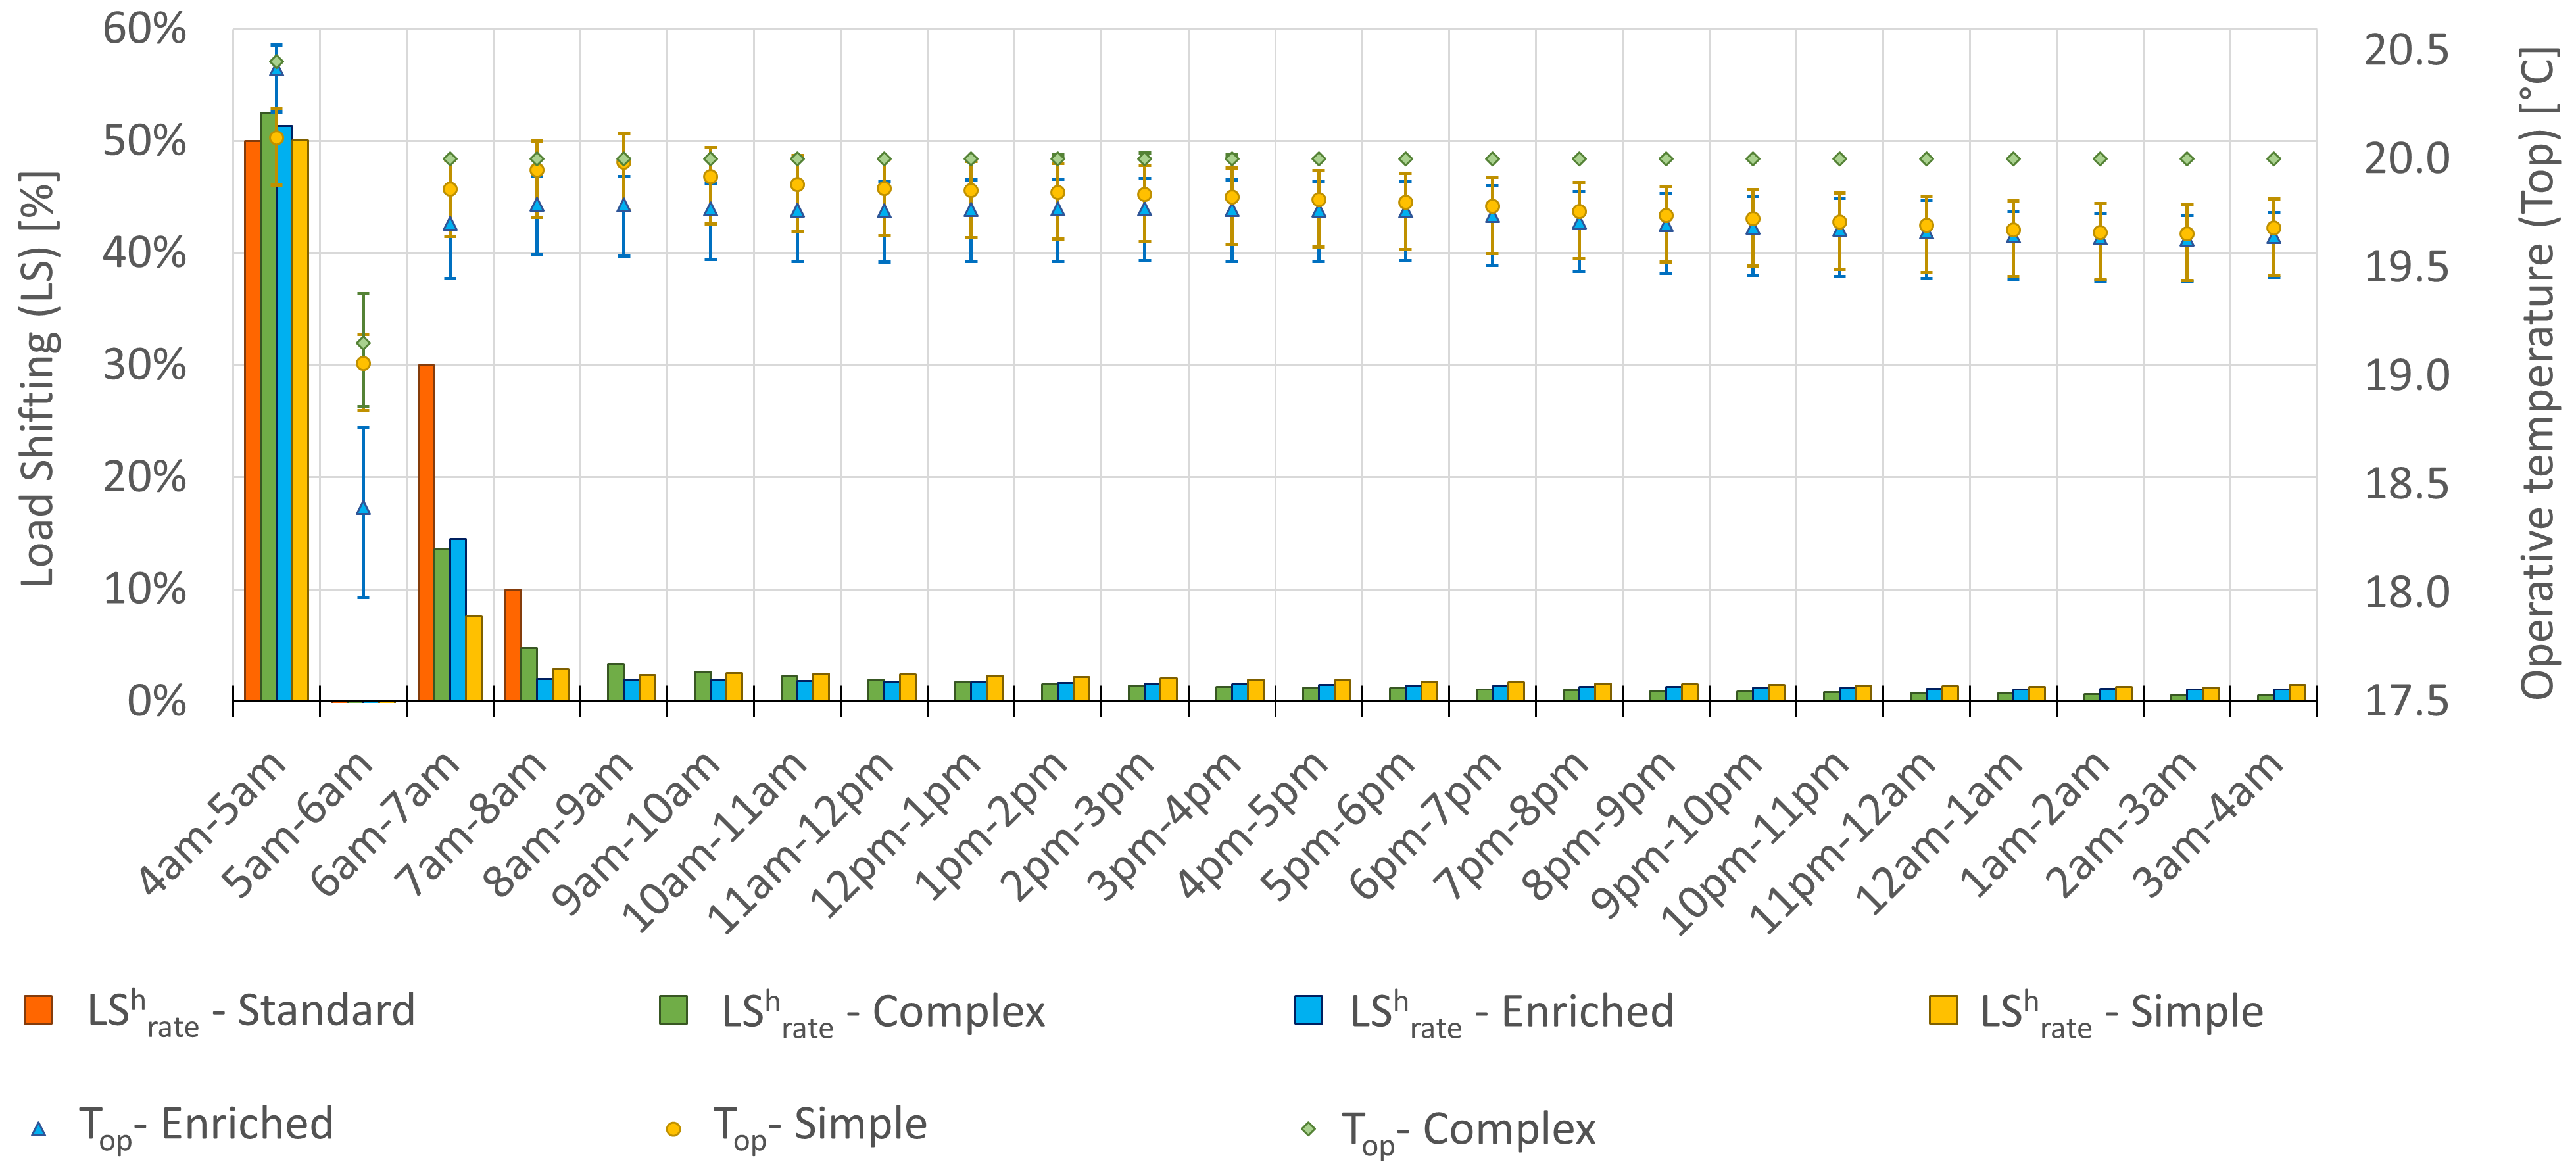 Load Shifting (LS) [%]
60%
50%
40%
30%
20%
10%
0%
20.5
20.0
19.5
19.0
18.5
18.0
17.5
Operative temperature (Top) [°C]
4am-5am
5am-6am
6am-7am
7am-8am
8am-9am
9am-10am
10am-11am
11am-12pm
12pm-1pm
1pm-2pm
2pm-3pm
3pm-4pm
4pm-5pm
5pm-6pm
6pm-7pm
7pm-8pm
8pm-9pm
9pm-10pm
10pm-11pm
11pm-12am
12am-1am
1am-2am
2am-3am
3am-4am
LSʰrate - Standard
LSʰrate - Complex
LSʰrate - Enriched
LSʰrate - Simple
Top- Enriched
Top- Simple
Top- Complex